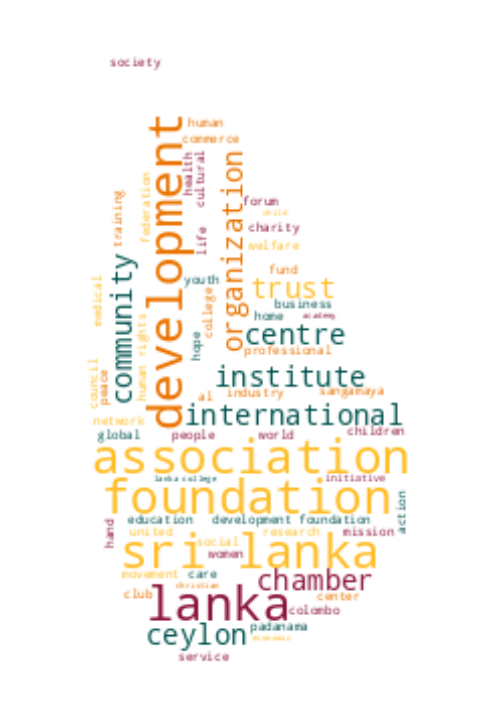 society
human
commerce
development
health
cultural
organization
federation
training
life
forum
child
charity
welfare
fund
trust
youth
business
home
academy
community
medical
college
centre
hope
professional
human rights
institute
council
peace
al
industry
sangamaya
international
network
global
people
world
children
association
lanka college
initiative
foundation
action
hand
education
development foundation
united
research
mission
social
sri lanka
women
movement
care
chamber
christian
club
lanka
center
colombo
ceylon
padanama
economic
service